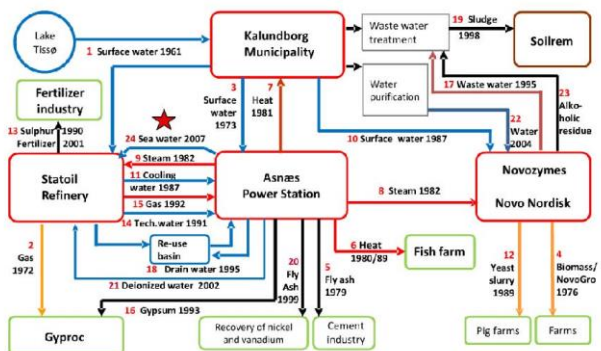 Lake
Tissø
1 Surface water 1961
Kalundborg
Municipality
Waste water
treatment
19 Sludge
1998
Soilrem
Water
purification
17 Waste water 1995
23
Alko-
holic
residue
Fertilizer
industry
3
Surface
water
1973
7
Heat
1981
22
Water
2004
13 Sulphur 1990
Fertilizer 2001
24 Sea water 2007
10 Surface water 1987
9 Steam 1982
11 Cooling
water 1987
15 Gas 1992
14 Tech.water 1991
Statoil
Refinery
Asnæs
Power Station
8 Steam 1982
Novozymes
Novo Nordisk
Re-use
basin
18 Drain water 1995
21 Deionized water 2002
2
Gas
1972
20
Fly
Ash
1999
5
Fly ash
1979
6 Heat
1980/89
Fish farm
12
Yeast
slurry
1989
4
Biomass/
NovoGro
1976
16 Gypsum 1993
Gyproc
Recovery of nickel
and vanadium
Cement
industry
Pig farms
Farms